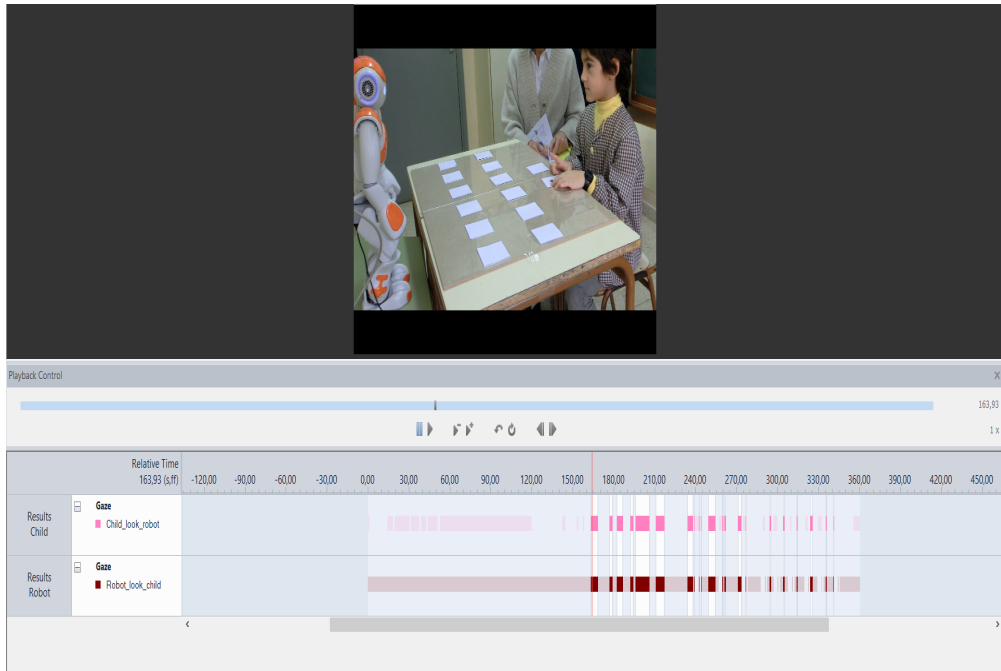 Playback Control X
163,93
1 x
Relative Time
163,93 (s,ff) -120,00 -90,00 -60,00 -30,00 0,00 30,00 60,00 90,00 120,00 150,00 180,00 210,00 240,00 270,00 300,00 330,00 360,00 390,00 420,00 450,00
Results
Child
Gaze
Child_look_robot
Results
Robot
Gaze
Robot_look_child